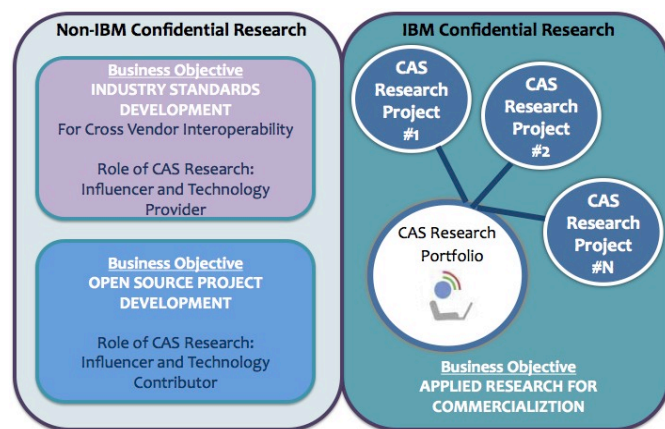 Non-IBM Confidential Research
Business Objective
INDUSTRY STANDARDS
DEVELOPMENT
For Cross Vendor Interoperability
Role of CAS Research:
Influencer and Technology
Provider
Business Objective
OPEN SOURCE PROJECT
DEVELOPMENT
Role of CAS Research:
Influencer and Technology
Contributor
IBM Confidential Research
CAS
Research
Project
#1
CAS
Research
Project
#2
CAS
Research
Project
#N
CAS Research
Portfolio
Business Objective
APPLIED RESEARCH FOR
COMMERCIALIZTION